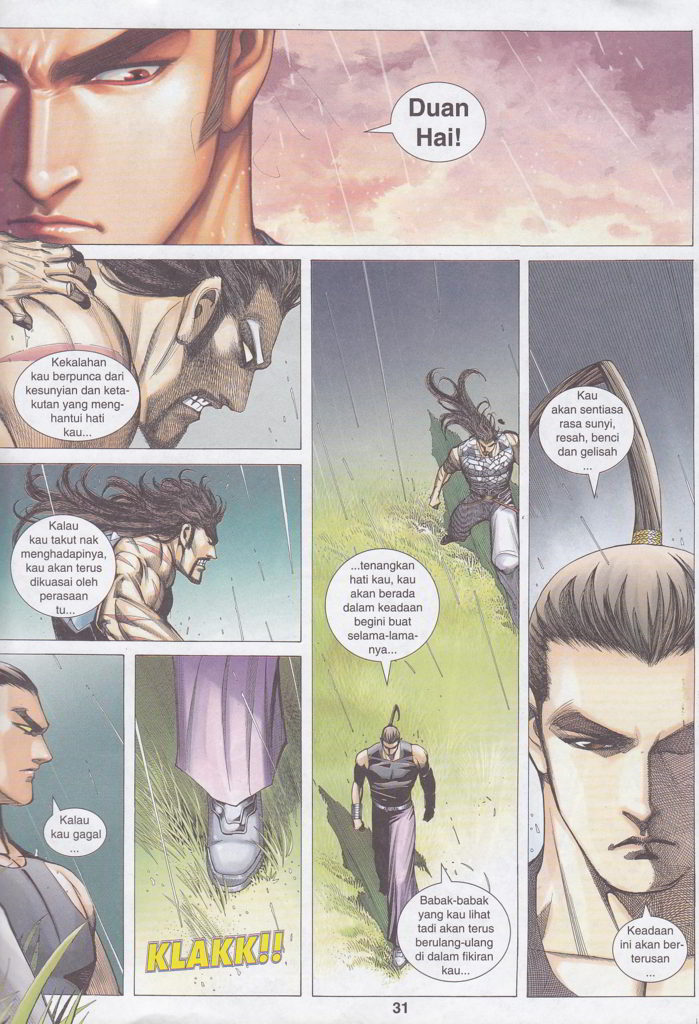 Duan
Hai!
Kekalahan
kau berpunca dari
kesunyian dan keta-
kutan yang meng-
hantui hati
kau...
Kalau
kau takut nak
menghadapinya,
kau akan terus
dikuasai oleh
perasaan
tu...
Kalau
kau gagal
...
KLAKK!!
...tenangkan
hati kau, kau
akan berada
dalam keadaan
begini buat
selama-lama-
nya...
Babak-babak
yang kau lihat
tadi akan terus
berulang-ulang
di dalam fikiran
kau...
Kau
akan sentiasa
rasa sunyi,
resah, benci
dan gelisah
...
Keadaan
ini akan ber-
terusan
...
31